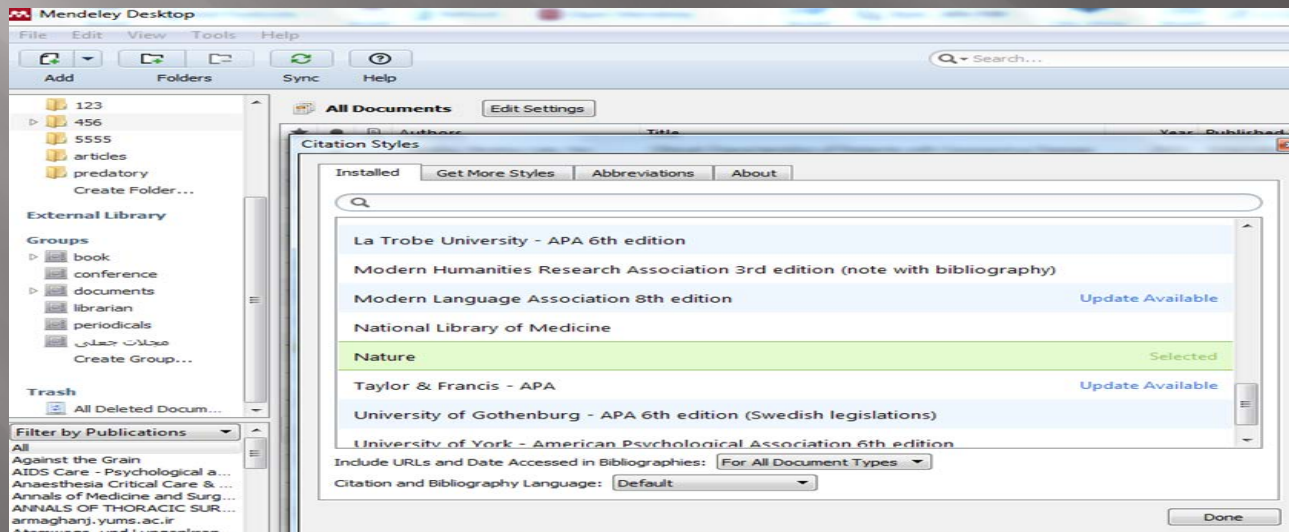 Mendeley Desktop
File Edit View Tools Help
Add Folders Sync Help
Search...
123
456
5555
articles
predatory
Create Folder...
External Library
Groups
book
conference
documents
librarian
periodicals
مجلات جعلی
Create Group...
Trash
All Deleted Docum...
Filter by Publications
All
Against the Grain
AIDS Care - Psychological a...
Anaesthesia Critical Care & ...
Annals of Medicine and Surg...
ANNALS OF THORACIC SUR...
armaghanj.yums.ac.ir
All Documents Edit Settings
Authors Title Year Published
Citation Styles
Installed Get More Styles Abbreviations About
La Trobe University - APA 6th edition
Modern Humanities Research Association 3rd edition (note with bibliography)
Modern Language Association 8th edition Update Available
National Library of Medicine
Nature Selected
Taylor & Francis - APA Update Available
University of Gothenburg - APA 6th edition (Swedish legislations)
University of York - American Psychological Association 6th edition
Include URLs and Date Accessed in Bibliographies: For All Document Types
Citation and Bibliography Language: Default
Done